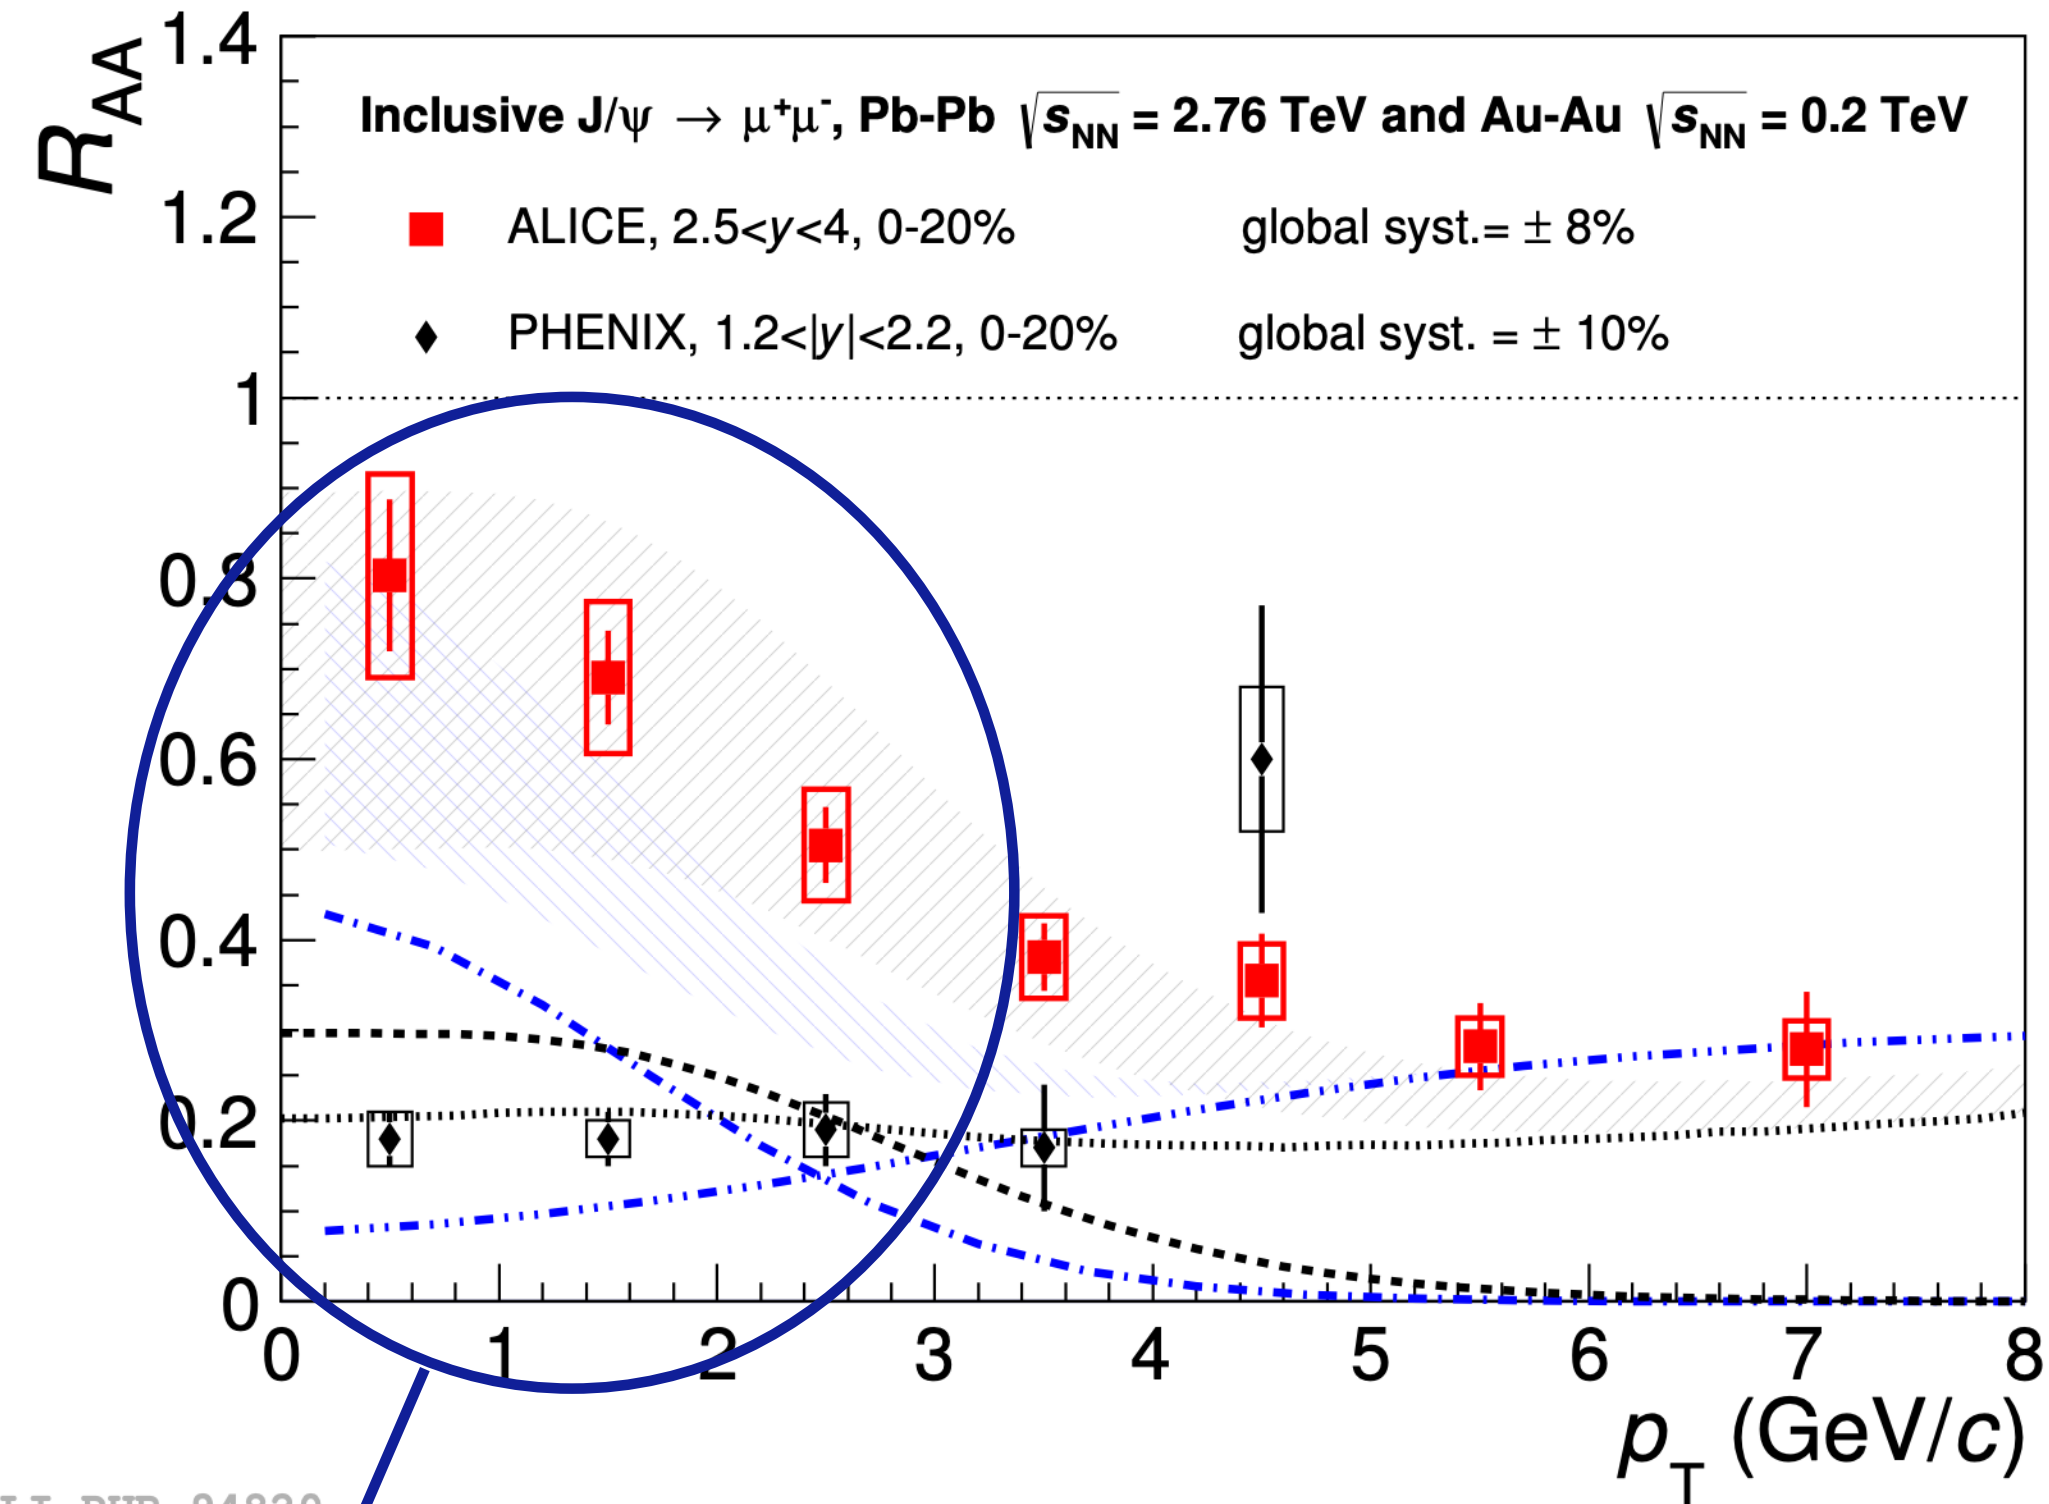 R_AA
1.4
Inclusive J/ψ → μ⁺μ⁻, Pb-Pb √s_NN = 2.76 TeV and Au-Au √s_NN = 0.2 TeV
1.2
ALICE, 2.5<y<4, 0-20% global syst.= ± 8%
PHENIX, 1.2<|y|<2.2, 0-20% global syst. = ± 10%
1
0.8
0.6
0.4
0.2
0
0 1 2 3 4 5 6 7 8
p_T (GeV/c)